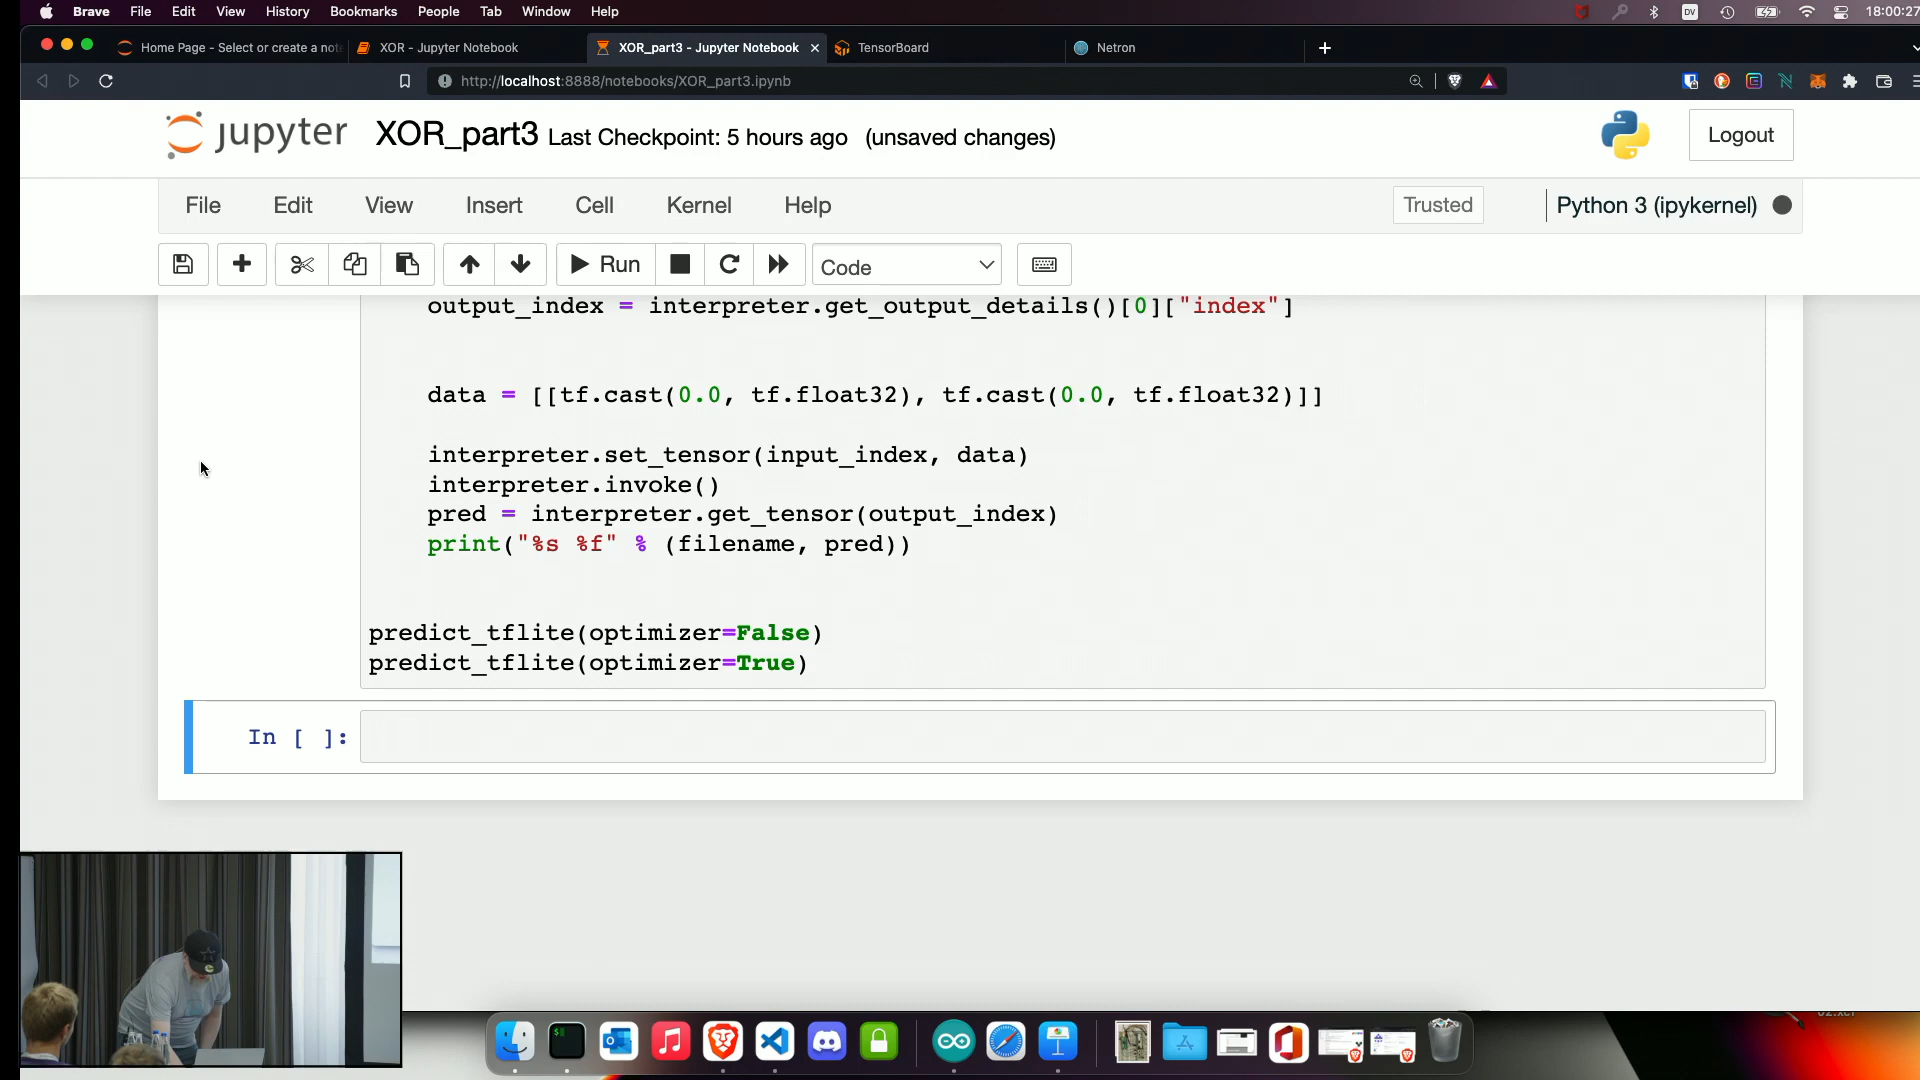 Brave File Edit View History Bookmarks People Tab Window Help DV 18:00:27
Home Page - Select or create a not XOR - Jupyter Notebook XOR_part3 - Jupyter Notebook TensorBoard Netron
http://localhost:8888/notebooks/XOR_part3.ipynb
jupyter XOR_part3 Last Checkpoint: 5 hours ago (unsaved changes) Logout
File Edit View Insert Cell Kernel Help Trusted Python 3 (ipykernel)
Run Code
output_index = interpreter.get_output_details()[0]["index"]
data = [[tf.cast(0.0, tf.float32), tf.cast(0.0, tf.float32)]]
interpreter.set_tensor(input_index, data)
interpreter.invoke()
pred = interpreter.get_tensor(output_index)
print("%s %f" % (filename, pred))
predict_tflite(optimizer=False)
predict_tflite(optimizer=True)
In [ ]: